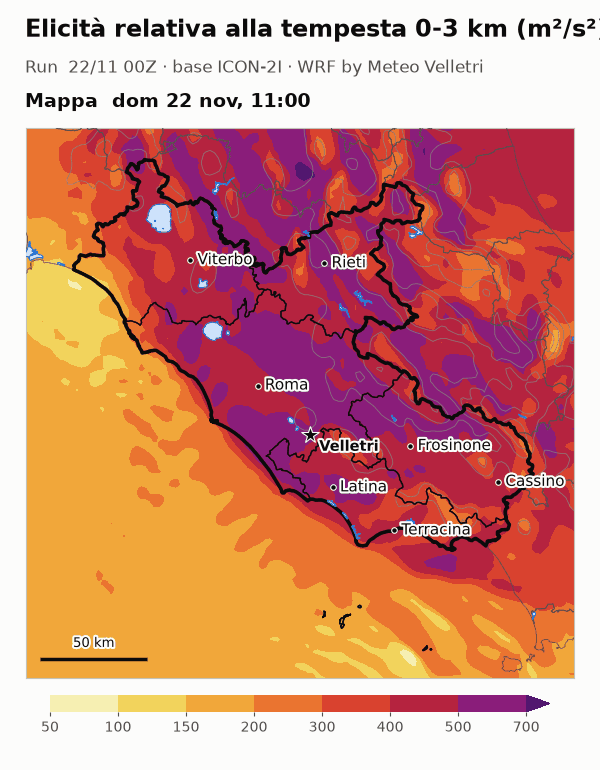 Elicità relativa alla tempesta 0-3 km (m²/s²)
Run 22/11 00Z · base ICON-2I · WRF by Meteo Velletri
Mappa dom 22 nov, 11:00
Viterbo
Rieti
Roma
Velletri
Frosinone
Latina
Cassino
Terracina
50 km
50 100 150 200 300 400 500 700